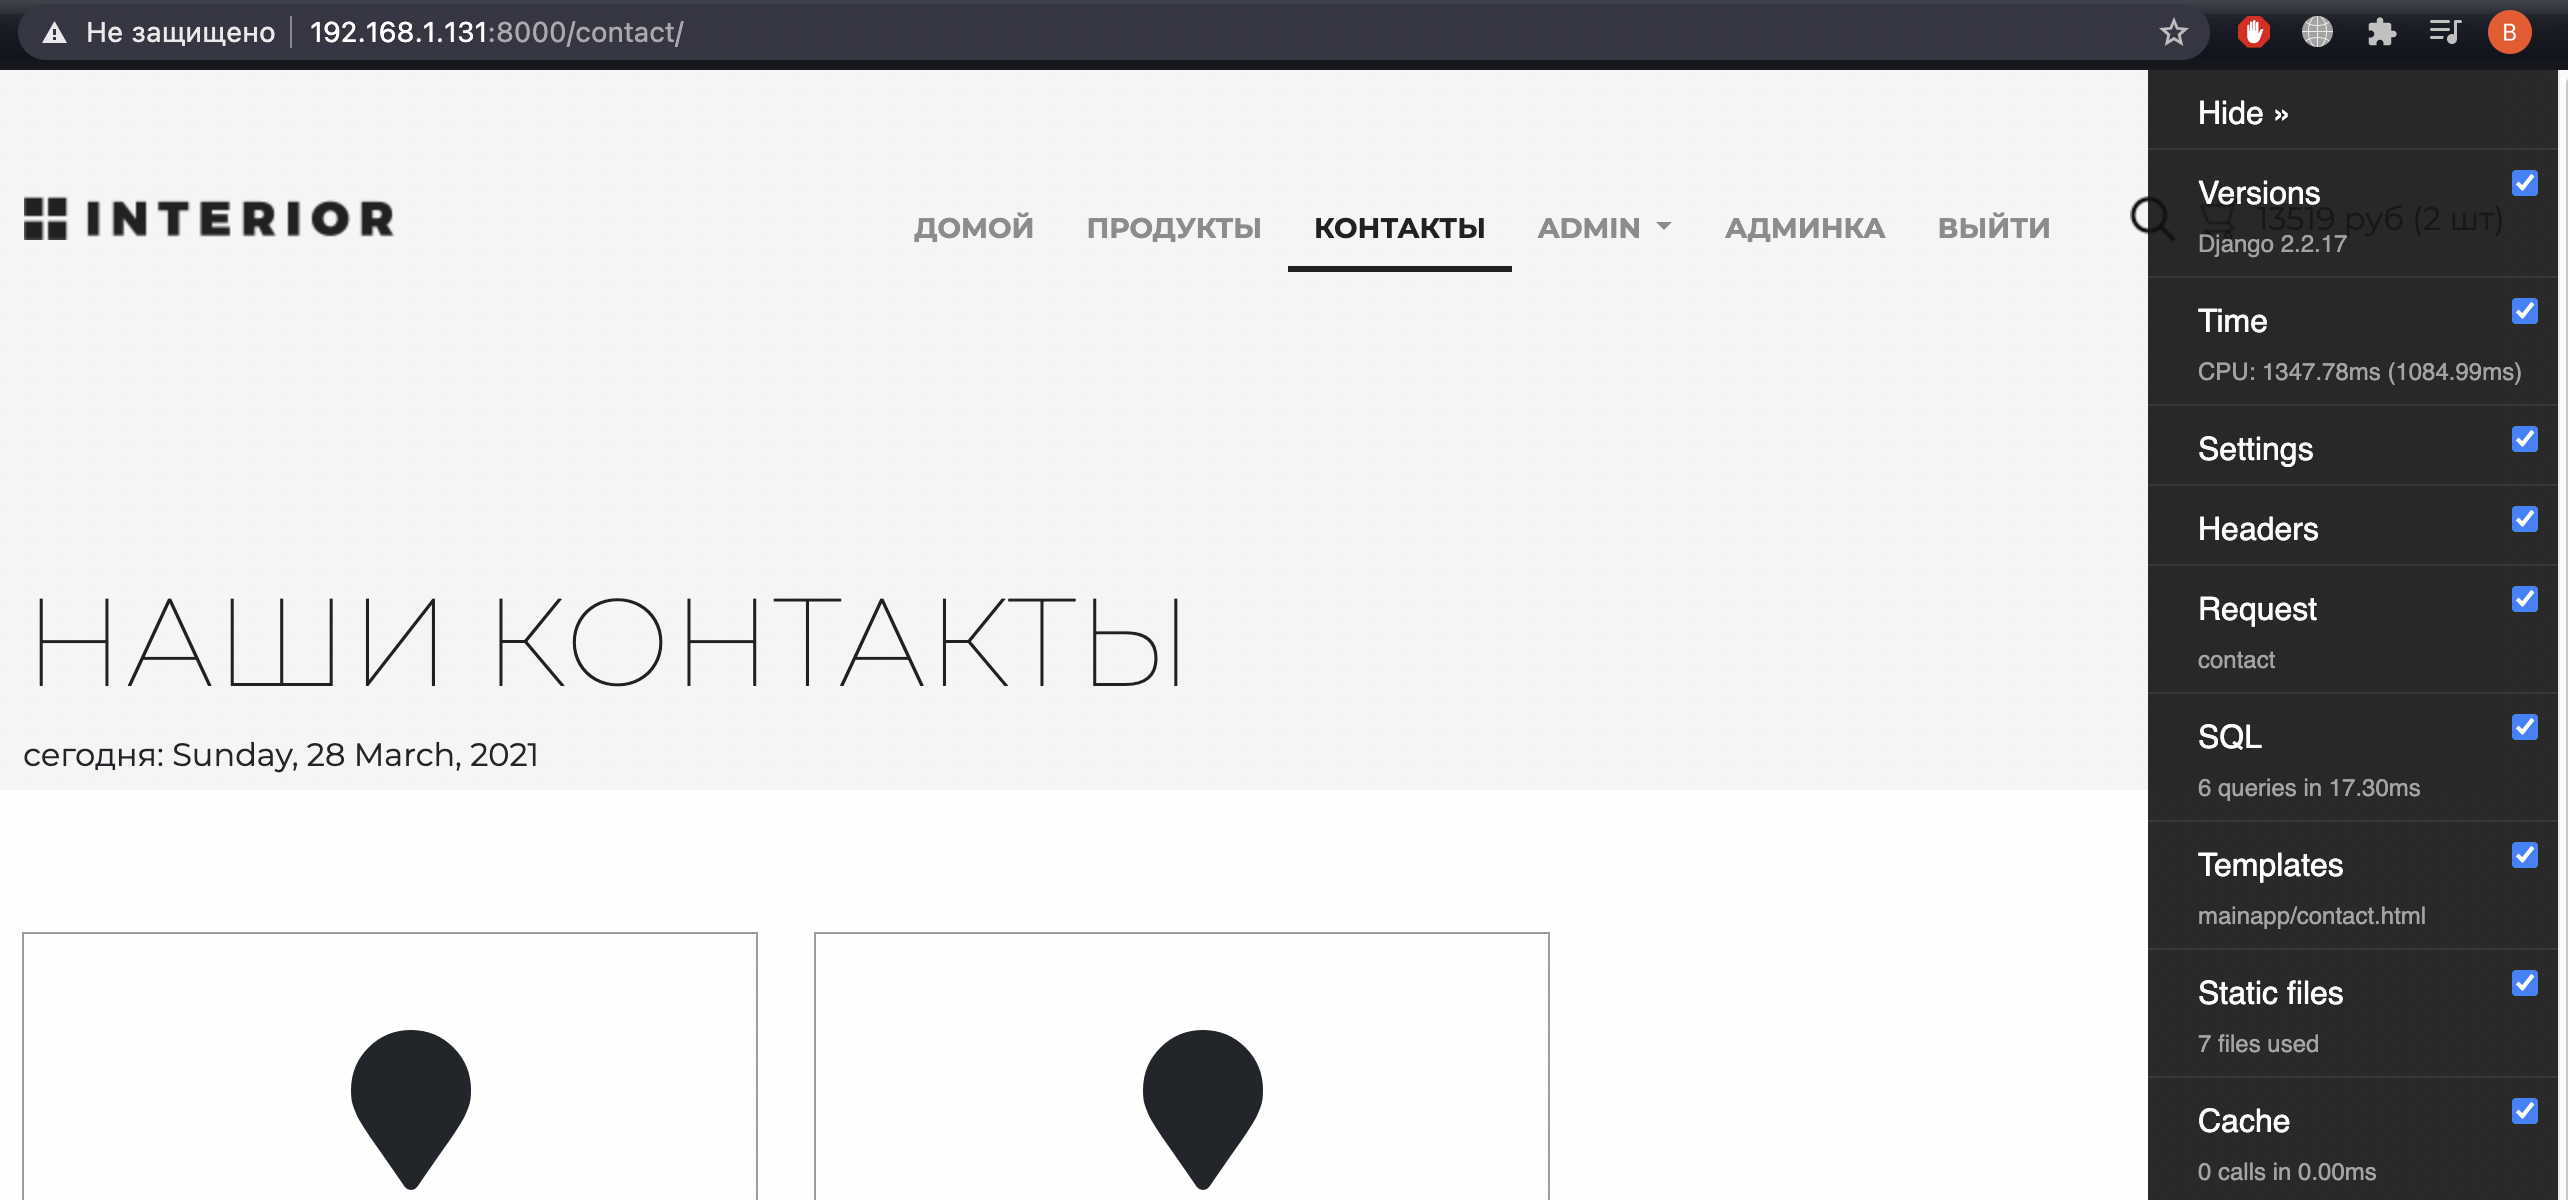 Не защищено 192.168.1.131:8000/contact/
B
INTERIOR
ДОМОЙ ПРОДУКТЫ КОНТАКТЫ ADMIN АДМИНКА ВЫЙТИ
13519 руб (2 шт)
НАШИ КОНТАКТЫ
сегодня: Sunday, 28 March, 2021
Hide »
Versions
Django 2.2.17
Time
CPU: 1347.78ms (1084.99ms)
Settings
Headers
Request
contact
SQL
6 queries in 17.30ms
Templates
mainapp/contact.html
Static files
7 files used
Cache
0 calls in 0.00ms